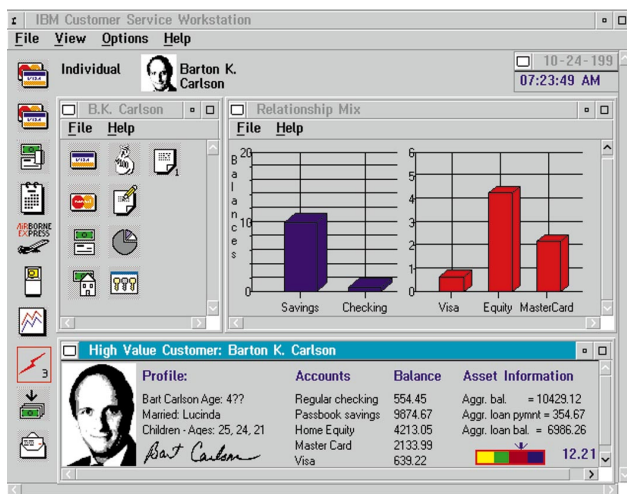 IBM Customer Service Workstation
File View Options Help
Individual
Barton K.
Carlson
10-24-199
07:23:49 AM
VISA
VISA
AIRBORNE
EXPRESS
3
B.K. Carlson
File Help
VISA
1
Relationship Mix
File Help
Balances
20
10
0
Savings Checking
6
5
4
3
2
1
0
Visa Equity MasterCard
High Value Customer: Barton K. Carlson
Profile: Accounts Balance Asset Information
Bart Carlson Age: 4?? Regular checking 554.45 Aggr. bal. = 10429.12
Married: Lucinda Passbook savings 9874.67 Aggr. loan pymnt = 354.67
Children - Ages: 25, 24, 21 Home Equity 4213.05 Aggr. loan bal. = 6986.26
Bart Carlson Master Card 2133.99
Visa 639.22 12.21